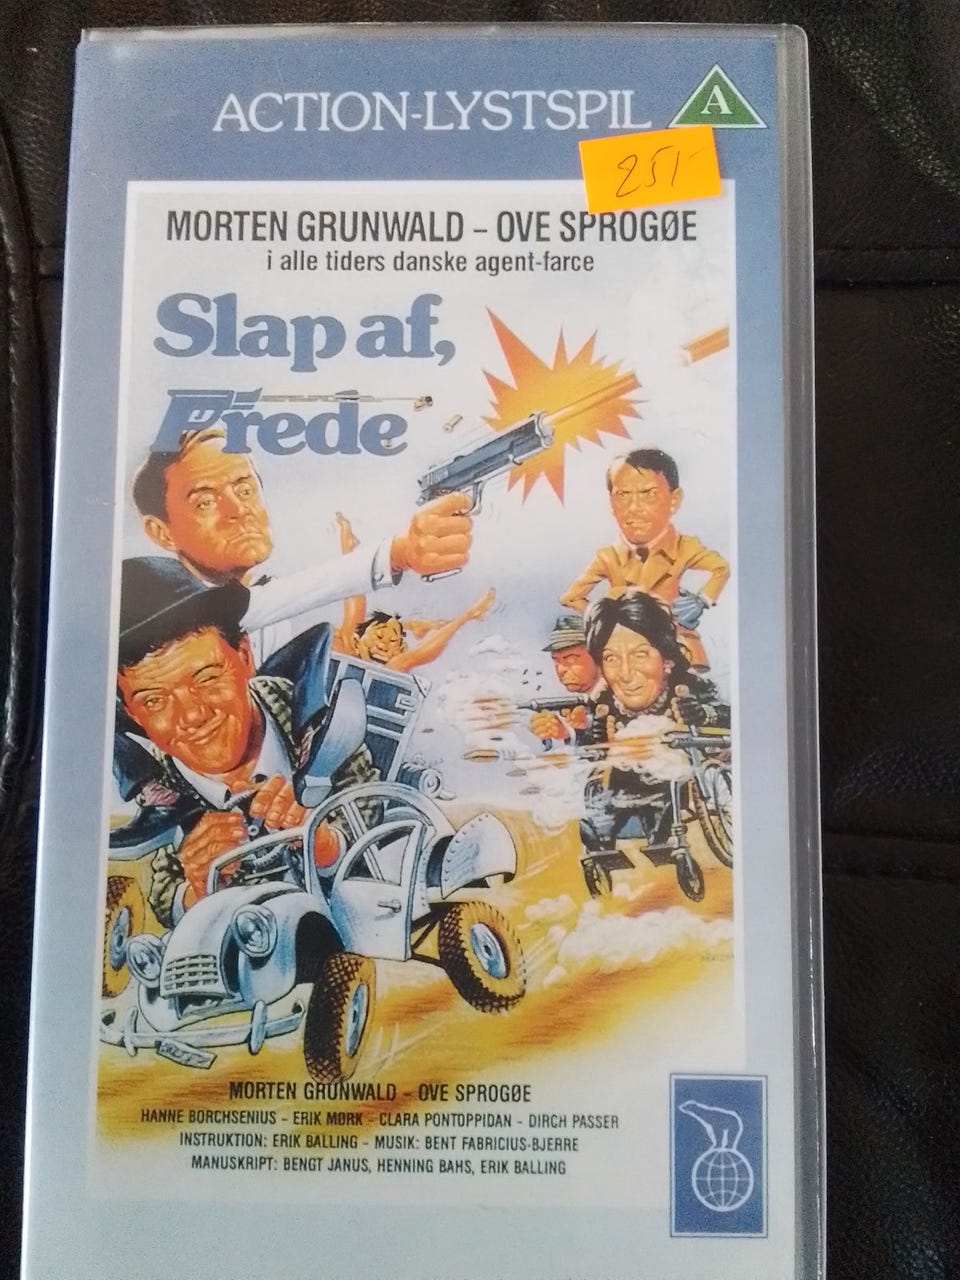 ACTION-LYSTSPIL
A
25,-
MORTEN GRUNWALD – OVE SPROGØE
i alle tiders danske agent-farce
Slap af,
Frede
MORTEN GRUNWALD – OVE SPROGØE
HANNE BORCHSENIUS – ERIK MØRK – CLARA PONTOPPIDAN – DIRCH PASSER
INSTRUKTION: ERIK BALLING – MUSIK: BENT FABRICIUS-BJERRE
MANUSKRIPT: BENGT JANUS, HENNING BAHS, ERIK BALLING